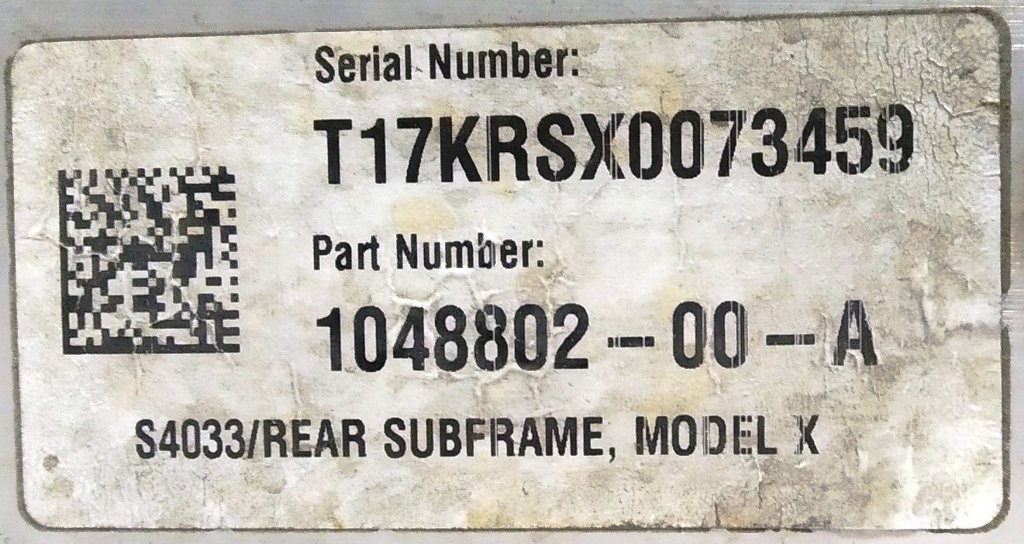 Serial Number:
T17KRSX0073459
Part Number:
1048802-00-A
S4033/REAR SUBFRAME, MODEL X